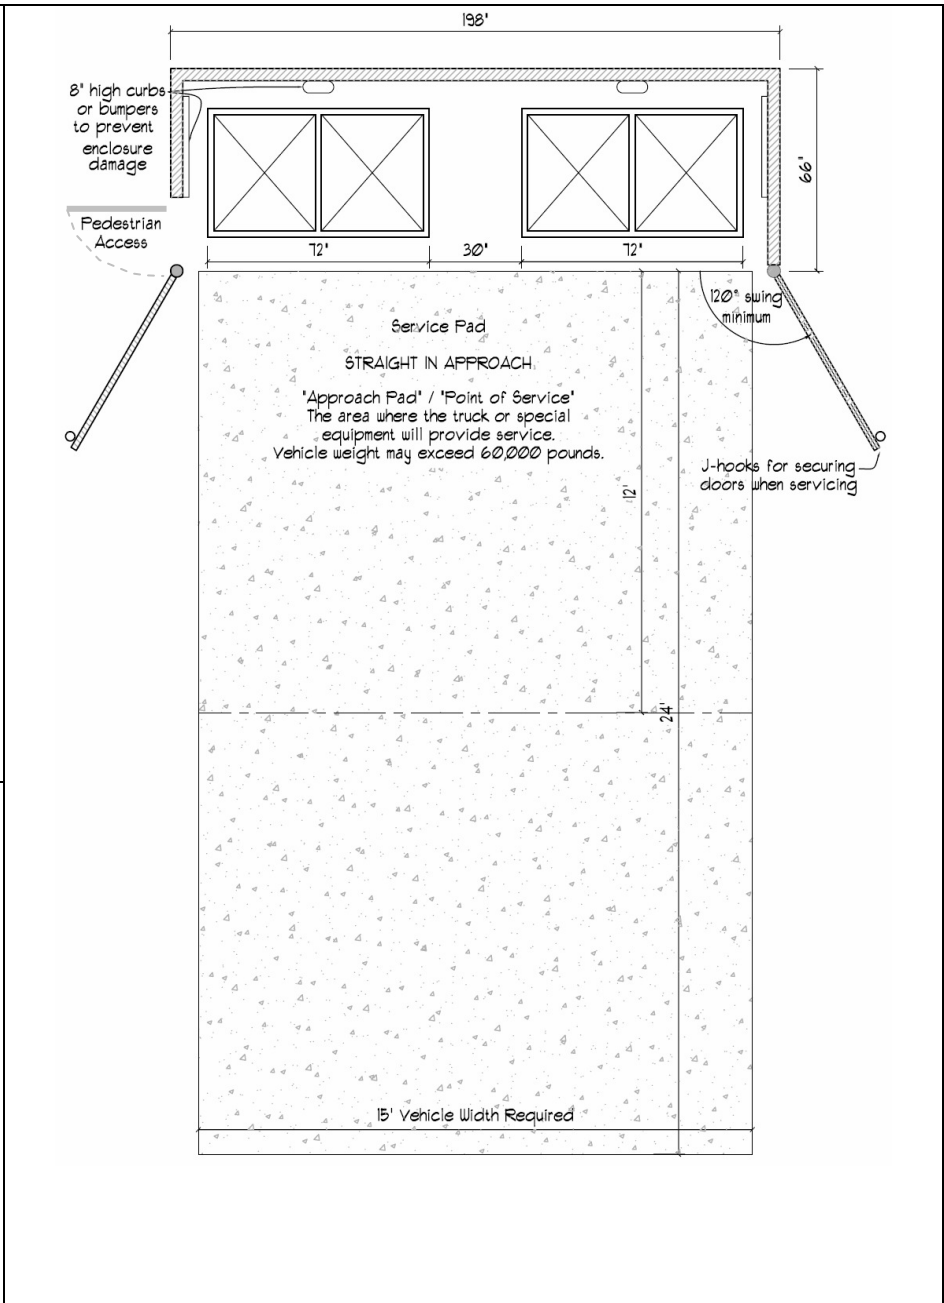 198"
8" high curbs
or bumpers
to prevent
enclosure
damage
66"
Pedestrian
Access
72"
30"
72"
120° swing
minimum
Service Pad
STRAIGHT IN APPROACH
"Approach Pad" / "Point of Service"
The area where the truck or special
equipment will provide service.
Vehicle weight may exceed 60,000 pounds.
J-hooks for securing
doors when servicing
12'
24'
15' Vehicle Width Required